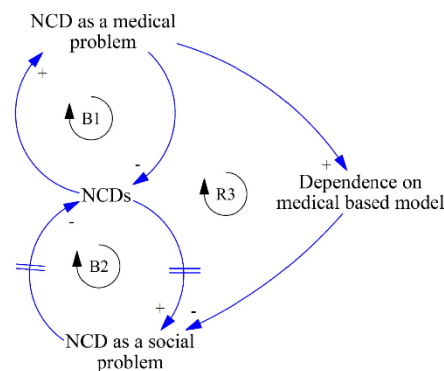 NCD as a medical
problem
+
B1
-
+
NCDs
R3
Dependence on
medical based model
-
B2
+
-
NCD as a social
problem